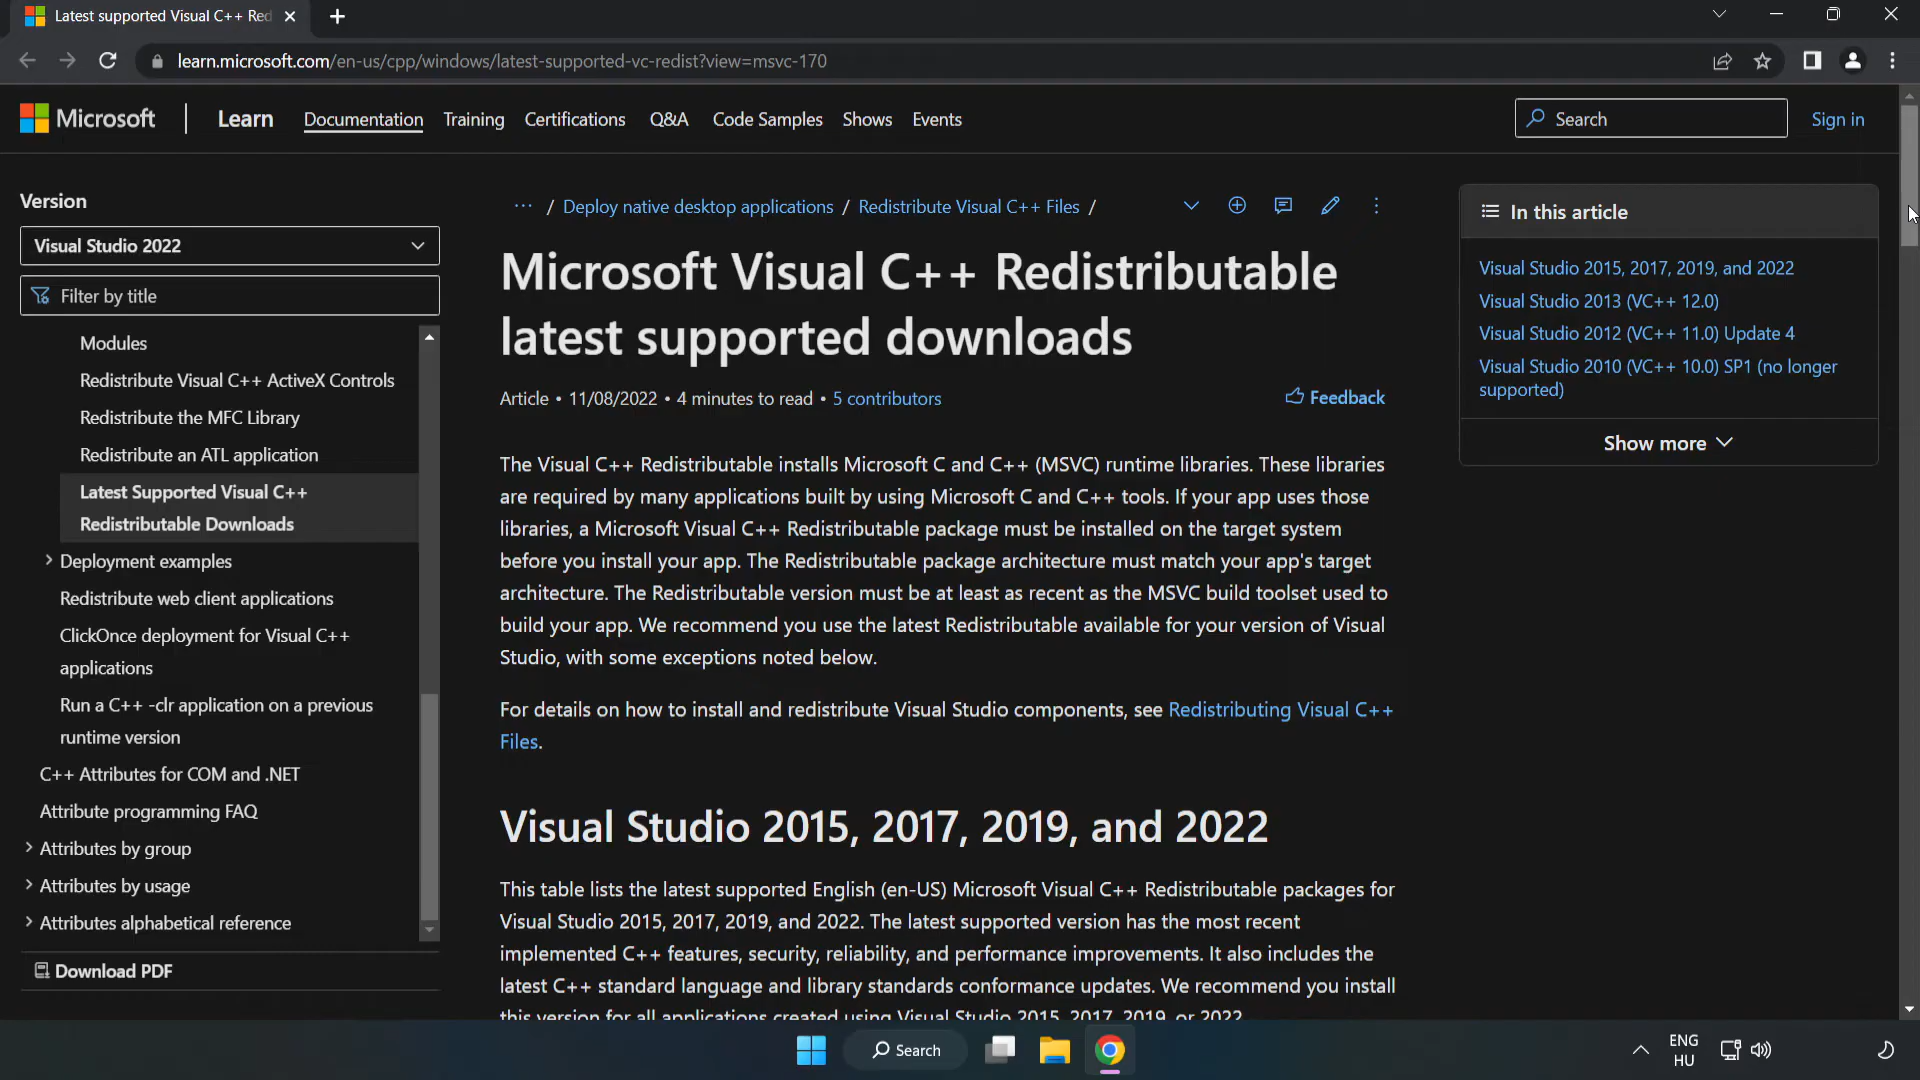 Latest supported Visual C++ Red
learn.microsoft.com/en-us/cpp/windows/latest-supported-vc-redist?view=msvc-170
Microsoft
Learn
Documentation
Training
Certifications
Q&A
Code Samples
Shows
Events
Search
Sign in
Version
Visual Studio 2022
Filter by title
Modules
Redistribute Visual C++ ActiveX Controls
Redistribute the MFC Library
Redistribute an ATL application
Latest Supported Visual C++
Redistributable Downloads
Deployment examples
Redistribute web client applications
ClickOnce deployment for Visual C++
applications
Run a C++ -clr application on a previous
runtime version
C++ Attributes for COM and .NET
Attribute programming FAQ
Attributes by group
Attributes by usage
Attributes alphabetical reference
Download PDF
... / Deploy native desktop applications / Redistribute Visual C++ Files /
Microsoft Visual C++ Redistributable
latest supported downloads
Article • 11/08/2022 • 4 minutes to read • 5 contributors
Feedback
The Visual C++ Redistributable installs Microsoft C and C++ (MSVC) runtime libraries. These libraries
are required by many applications built by using Microsoft C and C++ tools. If your app uses those
libraries, a Microsoft Visual C++ Redistributable package must be installed on the target system
before you install your app. The Redistributable package architecture must match your app's target
architecture. The Redistributable version must be at least as recent as the MSVC build toolset used to
build your app. We recommend you use the latest Redistributable available for your version of Visual
Studio, with some exceptions noted below.
For details on how to install and redistribute Visual Studio components, see Redistributing Visual C++
Files.
Visual Studio 2015, 2017, 2019, and 2022
This table lists the latest supported English (en-US) Microsoft Visual C++ Redistributable packages for
Visual Studio 2015, 2017, 2019, and 2022. The latest supported version has the most recent
implemented C++ features, security, reliability, and performance improvements. It also includes the
latest C++ standard language and library standards conformance updates. We recommend you install
this version for all applications created using Visual Studio 2015, 2017, 2019, or 2022.
In this article
Visual Studio 2015, 2017, 2019, and 2022
Visual Studio 2013 (VC++ 12.0)
Visual Studio 2012 (VC++ 11.0) Update 4
Visual Studio 2010 (VC++ 10.0) SP1 (no longer
supported)
Show more
Search
ENG
HU